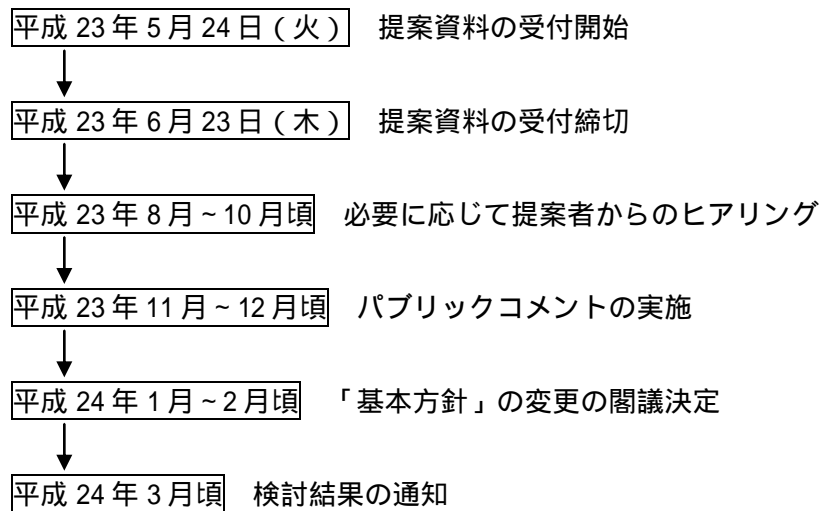 平成 23 年 5 月 24 日（火） 提案資料の受付開始
平成 23 年 6 月 23 日（木） 提案資料の受付締切
平成 23 年 8 月~10 月頃 必要に応じて提案者からのヒアリング
平成 23 年 11 月~12 月頃 パブリックコメントの実施
平成 24 年 1 月~2 月頃 「基本方針」の変更の閣議決定
平成 24 年 3 月頃 検討結果の通知